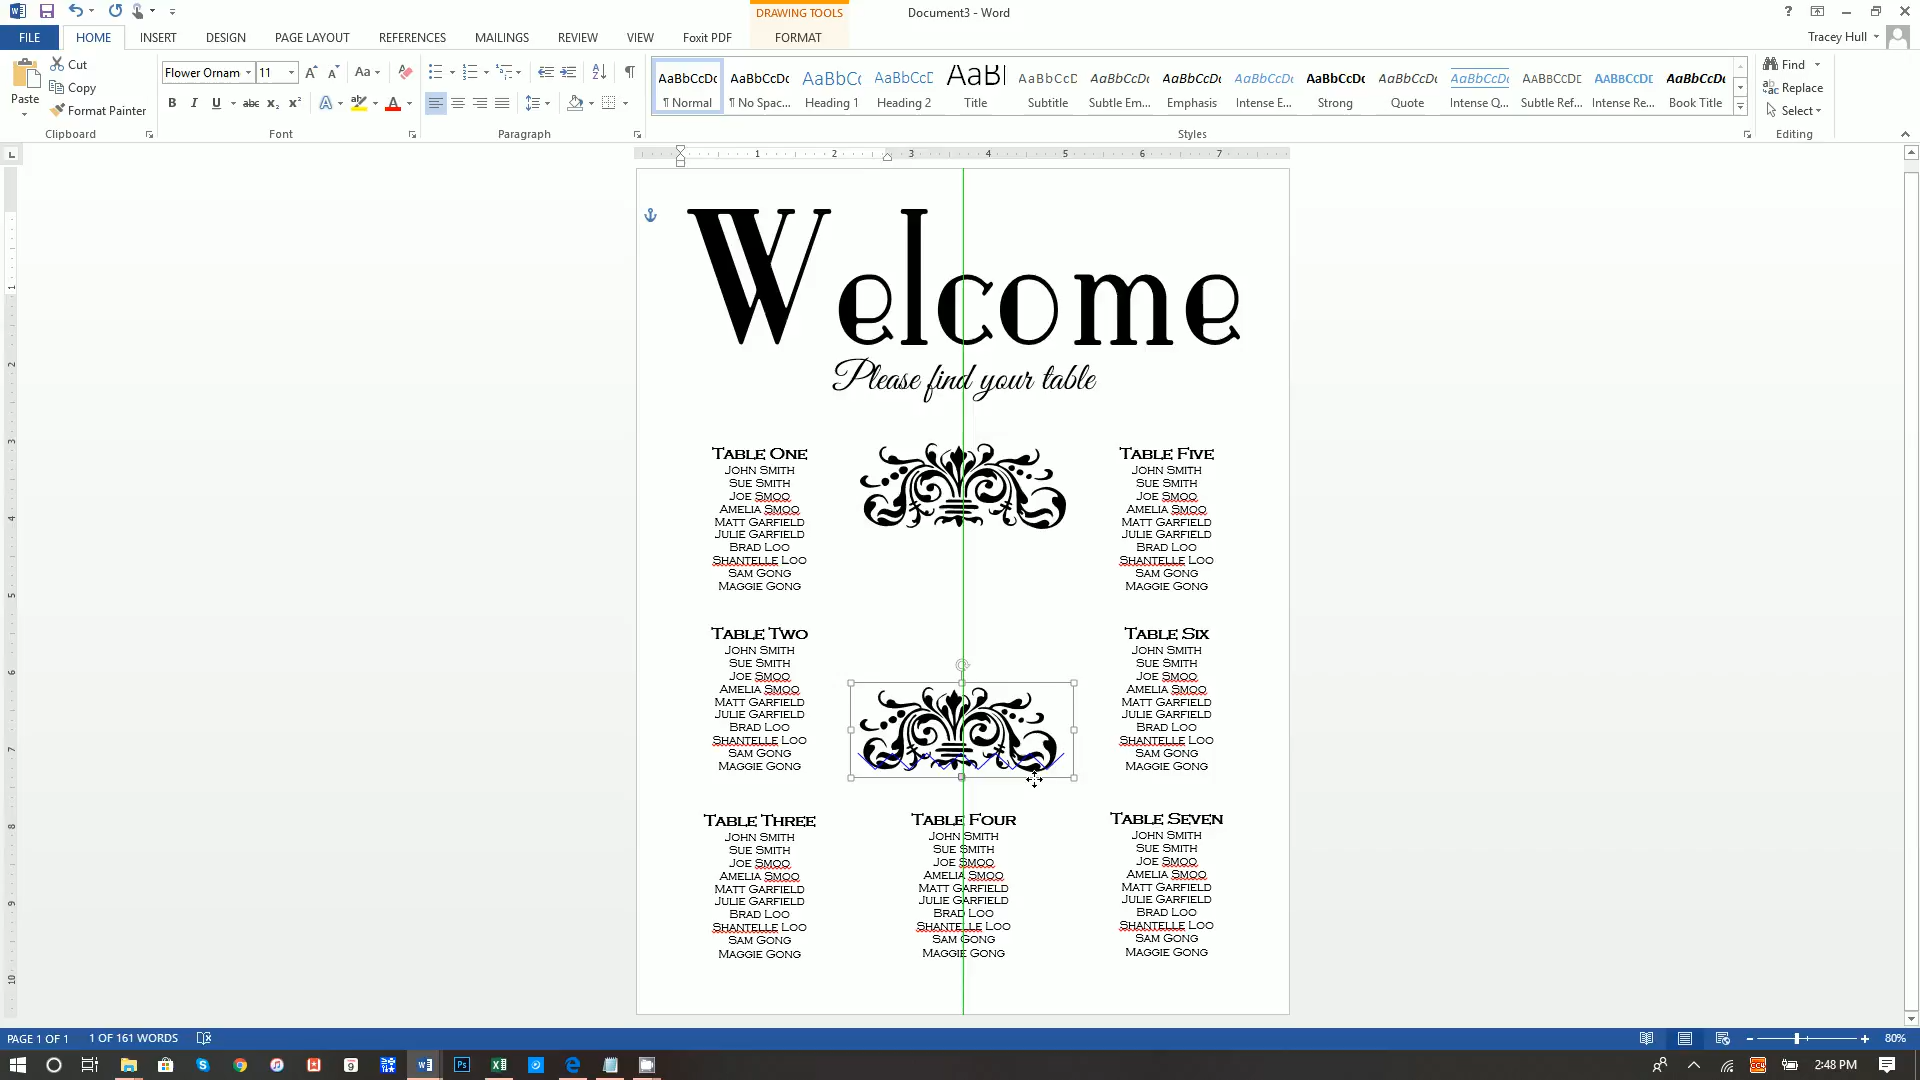 DRAWING TOOLS
Document3 - Word
FILE
HOME
INSERT
DESIGN
PAGE LAYOUT
REFERENCES
MAILINGS
REVIEW
VIEW
Foxit PDF
FORMAT
Tracey Hull
Paste
Cut
Copy
Format Painter
Clipboard
Flower Ornam
11
Font
Paragraph
AaBbCcDc
¶ Normal
AaBbCcDc
¶ No Spac...
AaBbCc
Heading 1
AaBbCcD
Heading 2
AaB
Title
AaBbCcD
Subtitle
AaBbCcDc
Subtle Em...
AaBbCcDc
Emphasis
AaBbCcDc
Intense E...
AaBbCcDc
Strong
AaBbCcDc
Quote
AaBbCcDc
Intense Q...
AaBbCcDc
Subtle Ref...
AaBbCcDc
Intense Re...
AaBbCcDc
Book Title
Styles
Find
Replace
Select
Editing
1 2 3 4 5 6 7
Welcome
Please find your table
Table One
John Smith
Sue Smith
Joe Smoo
Amelia Smoo
Matt Garfield
Julie Garfield
Brad Loo
Shantelle Loo
Sam Gong
Maggie Gong
Table Five
John Smith
Sue Smith
Joe Smoo
Amelia Smoo
Matt Garfield
Julie Garfield
Brad Loo
Shantelle Loo
Sam Gong
Maggie Gong
Table Two
John Smith
Sue Smith
Joe Smoo
Amelia Smoo
Matt Garfield
Julie Garfield
Brad Loo
Shantelle Loo
Sam Gong
Maggie Gong
Table Six
John Smith
Sue Smith
Joe Smoo
Amelia Smoo
Matt Garfield
Julie Garfield
Brad Loo
Shantelle Loo
Sam Gong
Maggie Gong
Table Three
John Smith
Sue Smith
Joe Smoo
Amelia Smoo
Matt Garfield
Julie Garfield
Brad Loo
Shantelle Loo
Sam Gong
Maggie Gong
Table Four
John Smith
Sue Smith
Joe Smoo
Amelia Smoo
Matt Garfield
Julie Garfield
Brad Loo
Shantelle Loo
Sam Gong
Maggie Gong
Table Seven
John Smith
Sue Smith
Joe Smoo
Amelia Smoo
Matt Garfield
Julie Garfield
Brad Loo
Shantelle Loo
Sam Gong
Maggie Gong
PAGE 1 OF 1
1 OF 161 WORDS
80%
2:48 PM